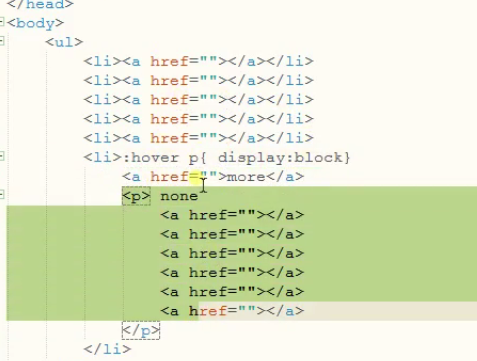 </head>
<body>
<ul>
<li><a href=""></a></li>
<li><a href=""></a></li>
<li><a href=""></a></li>
<li><a href=""></a></li>
<li><a href=""></a></li>
<li>:hover p{ display:block}
<a href="">more</a>
<p> none
<a href=""></a>
<a href=""></a>
<a href=""></a>
<a href=""></a>
<a href=""></a>
<a href=""></a>
</p>
</li>